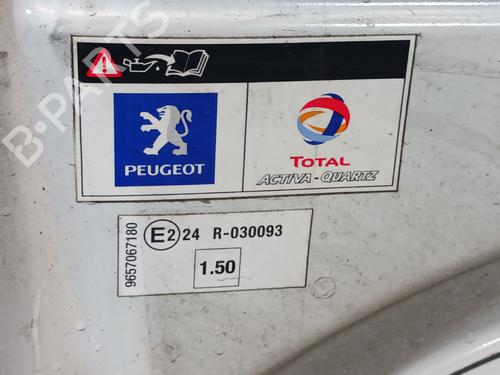 B-PARTS
PEUGEOT
TOTAL
ACTIVA-QUARTZ
9657067180
E2 24 R-030093
1.50